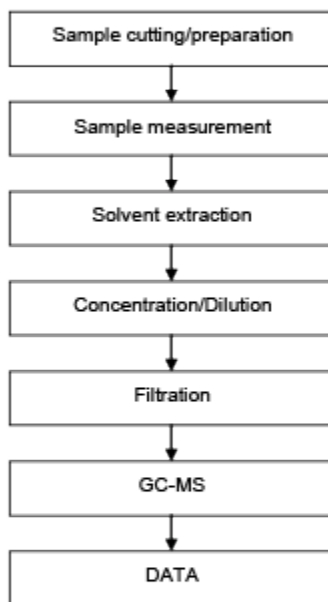 Sample cutting/preparation
Sample measurement
Solvent extraction
Concentration/Dilution
Filtration
GC-MS
DATA